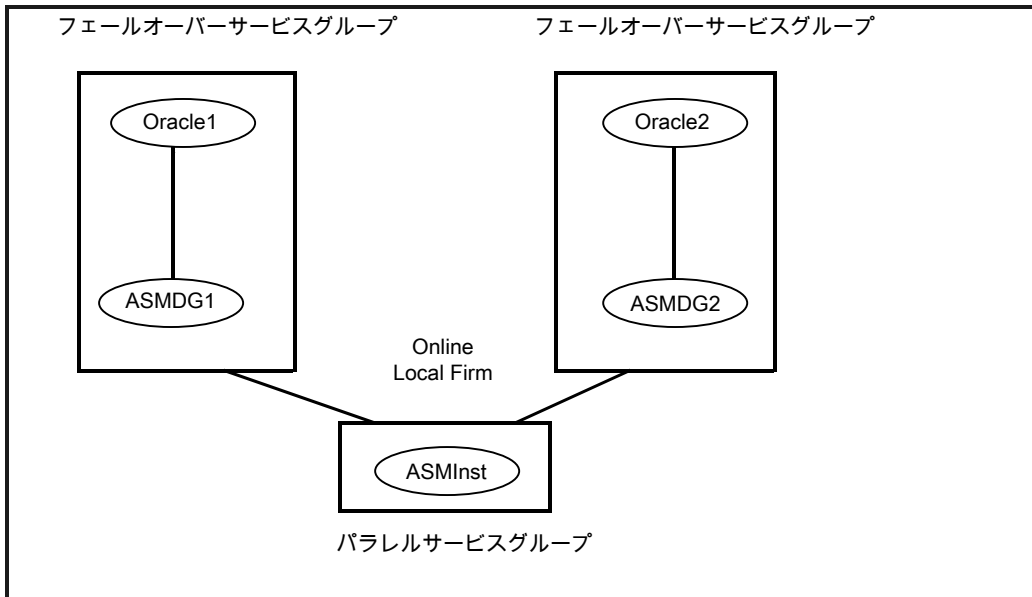 フェールオーバーサービスグループ
フェールオーバーサービスグループ
Oracle1
Oracle2
ASMDG1
ASMDG2
Online
Local Firm
ASMInst
パラレルサービスグループ